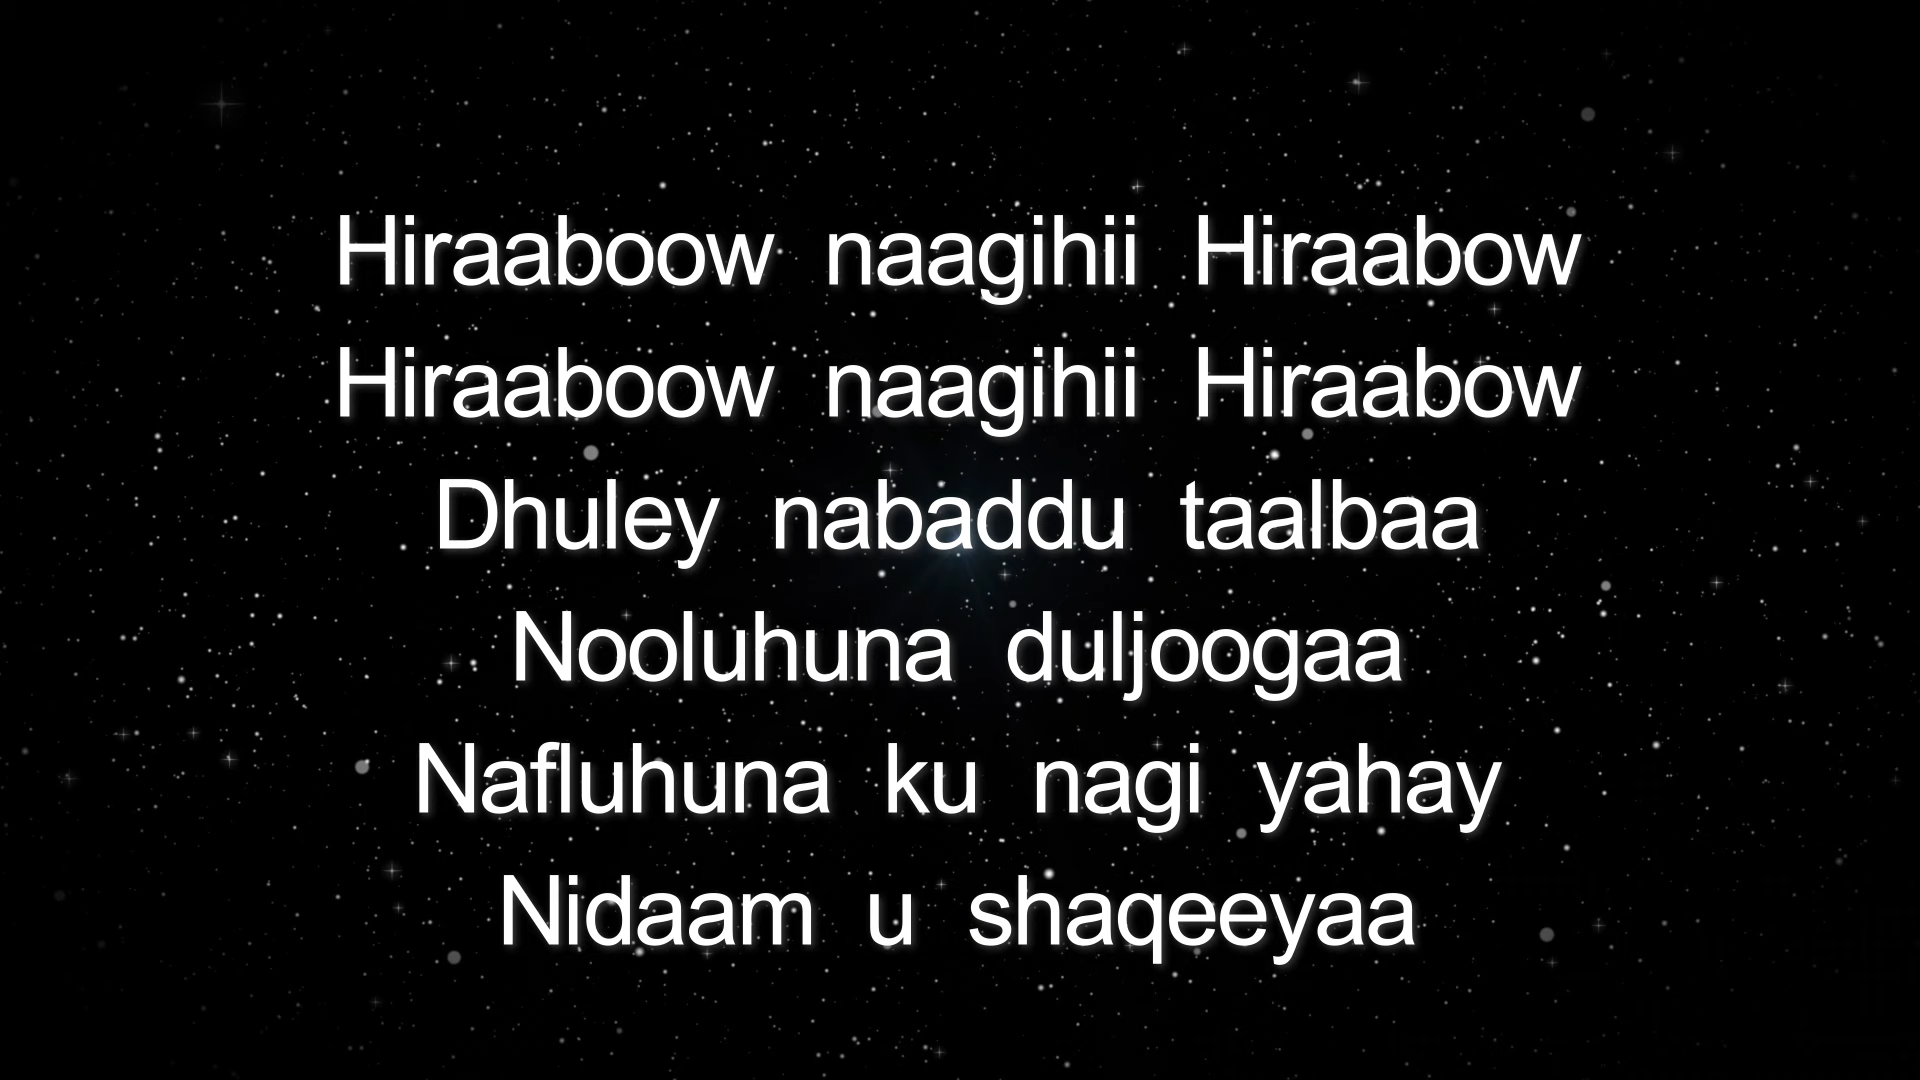 Hiraaboow naagihii Hiraabow
Hiraaboow naagihii Hiraabow
Dhuley nabaddu taalbaa
Nooluhuna duljoogaa
Nafluhuna ku nagi yahay
Nidaam u shaqeeyaa